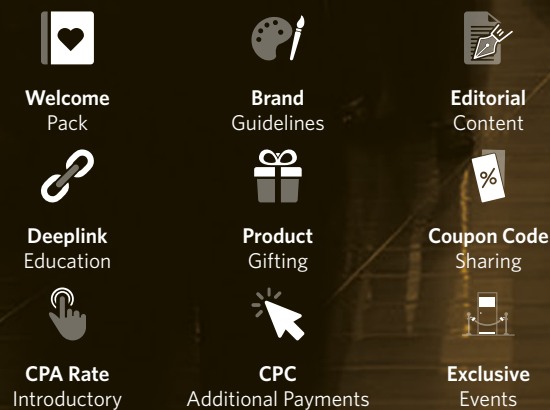 Welcome
Pack
Brand
Guidelines
Editorial
Content
Deeplink
Education
Product
Gifting
%
Coupon Code
Sharing
CPA Rate
Introductory
CPC
Additional Payments
Exclusive
Events